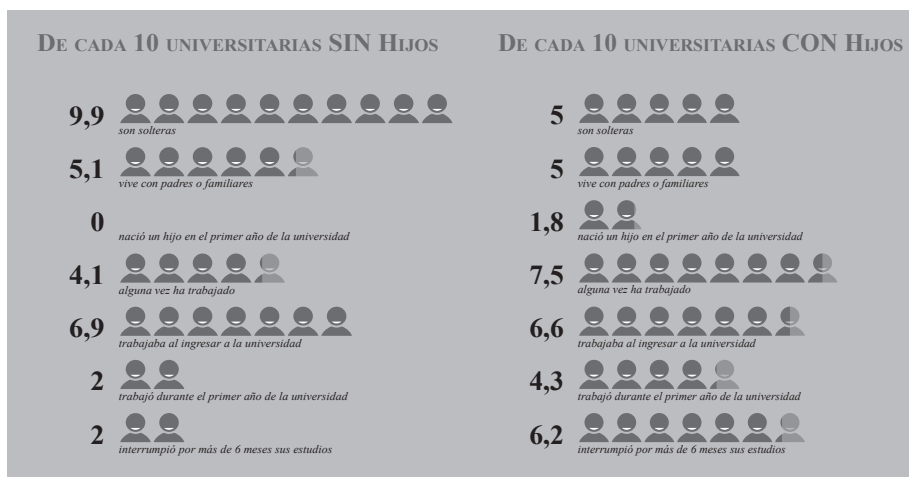 DE CADA 10 UNIVERSITARIAS SIN HIJOS
9,9
son solteras
5,1
vive con padres o familiares
0
nació un hijo en el primer año de la universidad
4,1
alguna vez ha trabajado
6,9
trabajaba al ingresar a la universidad
2
trabajó durante el primer año de la universidad
2
interrumpió por más de 6 meses sus estudios
DE CADA 10 UNIVERSITARIAS CON HIJOS
5
son solteras
5
vive con padres o familiares
1,8
nació un hijo en el primer año de la universidad
7,5
alguna vez ha trabajado
6,6
trabajaba al ingresar a la universidad
4,3
trabajó durante el primer año de la universidad
6,2
interrumpió por más de 6 meses sus estudios